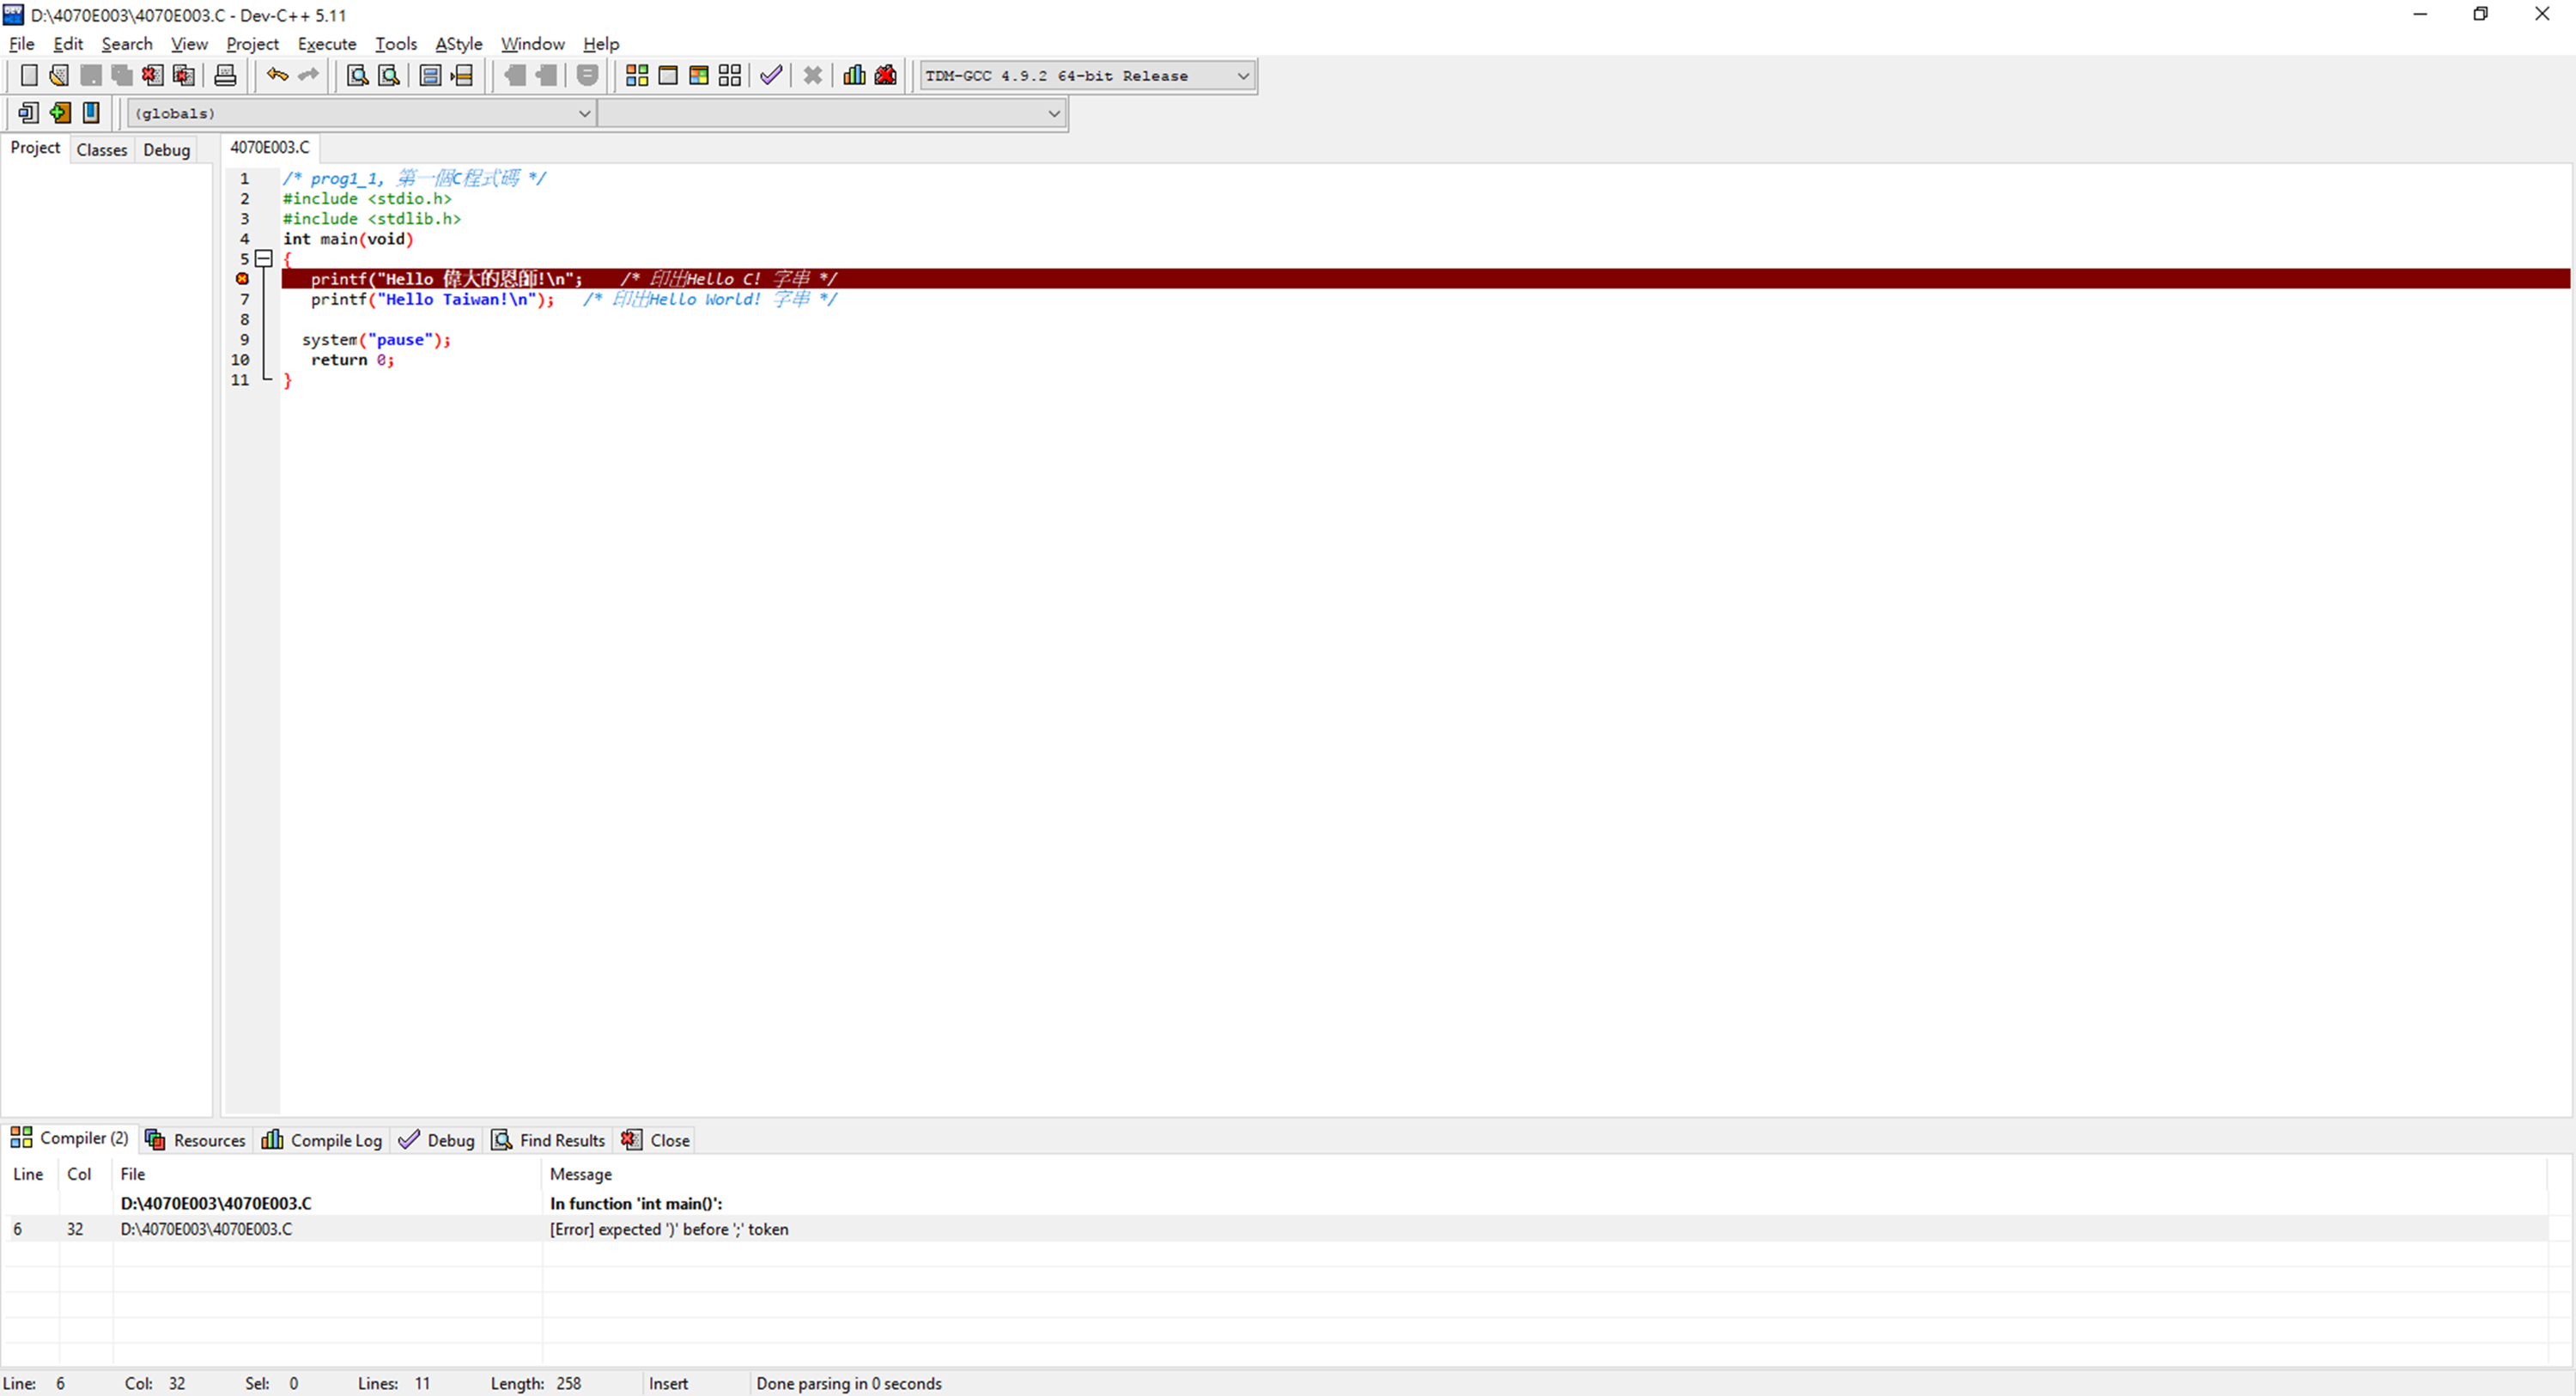 D:\4070E003\4070E003.C - Dev-C++ 5.11
File Edit Search View Project Execute Tools AStyle Window Help
TDM-GCC 4.9.2 64-bit Release
(globals)
Project Classes Debug 4070E003.C
1 /* prog1_1, 第一個C程式碼 */
2 #include <stdio.h>
3 #include <stdlib.h>
4 int main(void)
5 {
printf("Hello 偉大的恩師!\n"; /* 印出Hello C! 字串 */
7 printf("Hello Taiwan!\n"); /* 印出Hello World! 字串 */
8
9 system("pause");
10 return 0;
11 }
Compiler (2) Resources Compile Log Debug Find Results Close
Line Col File Message
D:\4070E003\4070E003.C In function 'int main()':
6 32 D:\4070E003\4070E003.C [Error] expected ')' before ';' token
Line: 6 Col: 32 Sel: 0 Lines: 11 Length: 258 Insert Done parsing in 0 seconds